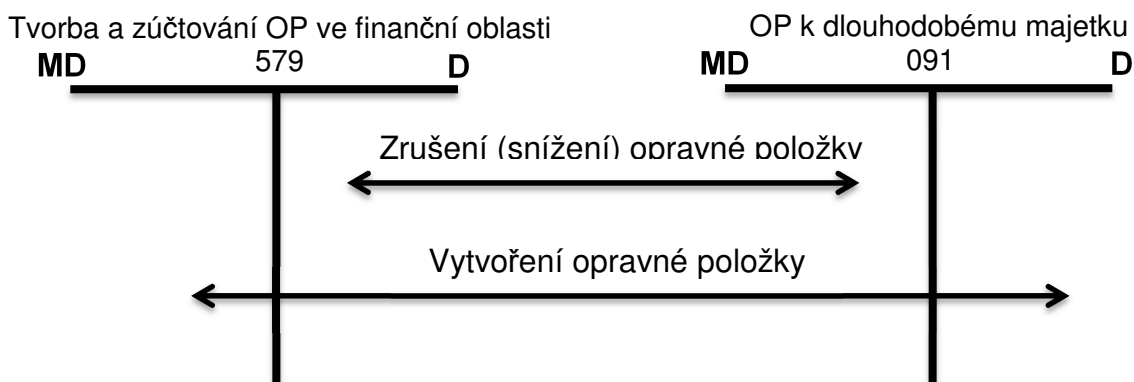 Tvorba a zúčtování OP ve finanční oblasti OP k dlouhodobému majetku
MD 579 D MD 091 D
Zrušení (snížení) opravné položky
Vytvoření opravné položky